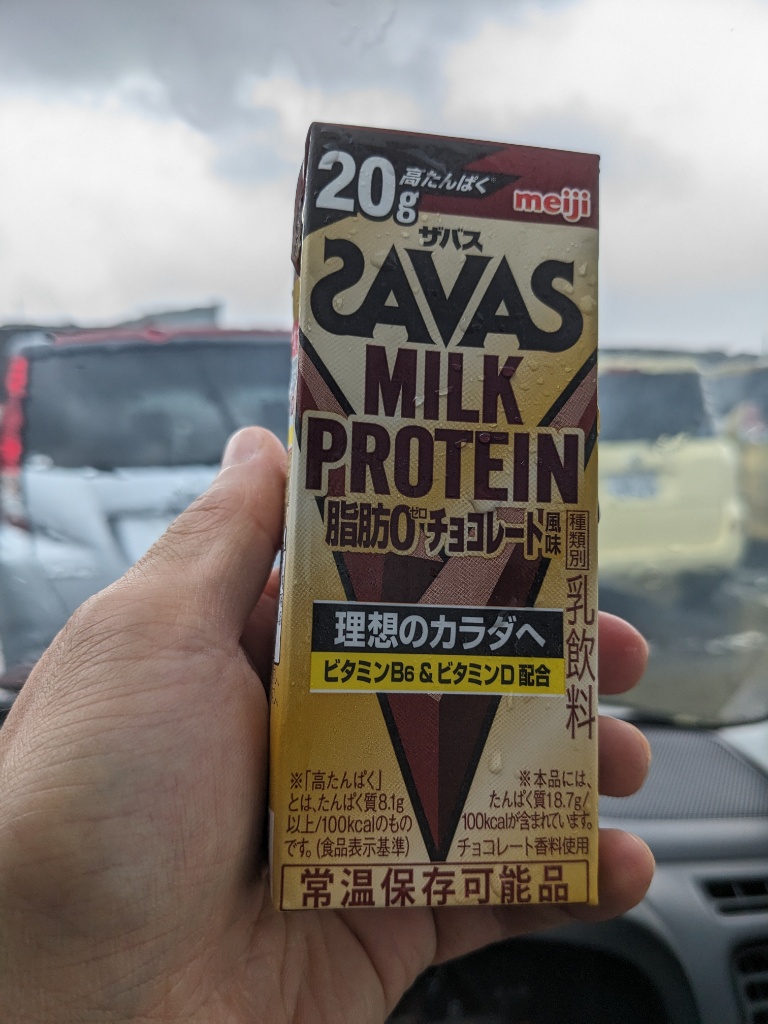 20g 高たんぱく※
meiji
ザバス
SAVAS
MILK
PROTEIN
脂肪0ゼロ チョコレート風味
種類別 乳飲料
理想のカラダへ
ビタミンB6 & ビタミンD 配合
※「高たんぱく」
とは、たんぱく質8.1g
以上/100kcalのもの
です。(食品表示基準)
※本品には、
たんぱく質18.7g/
100kcalが含まれています。
チョコレート香料使用
常温保存可能品